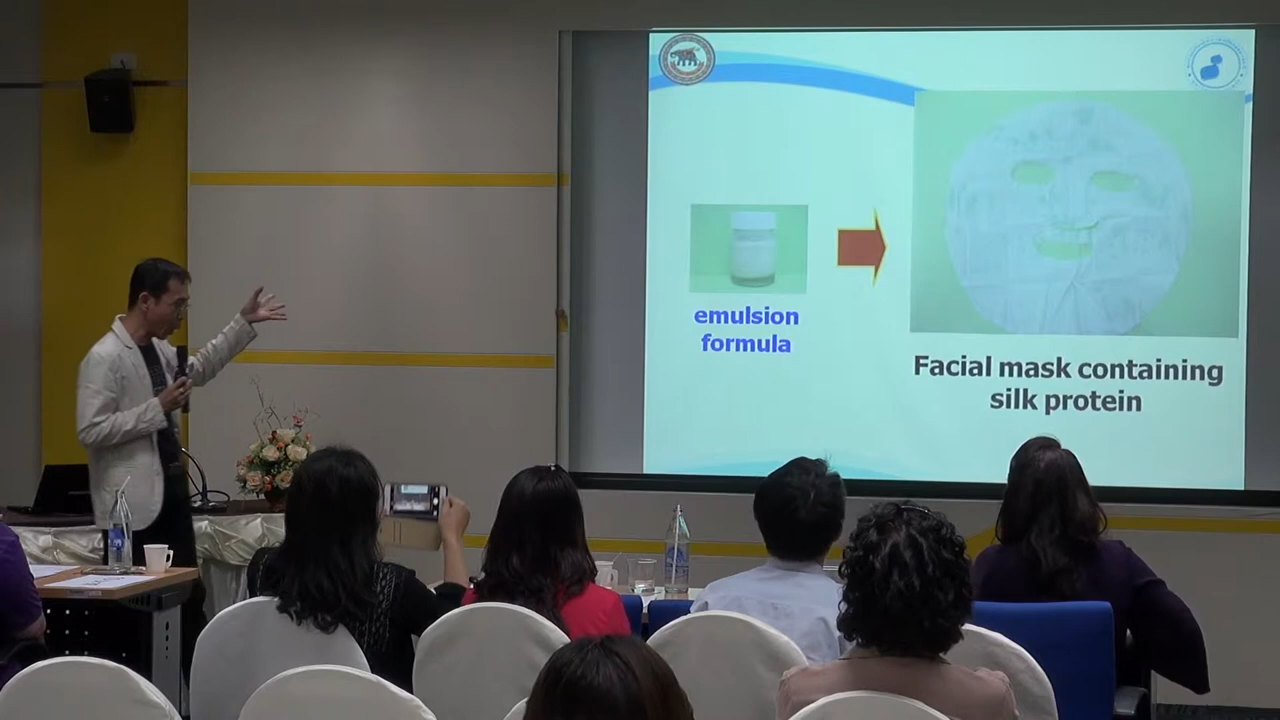 emulsion
formula
Facial mask containing
silk protein